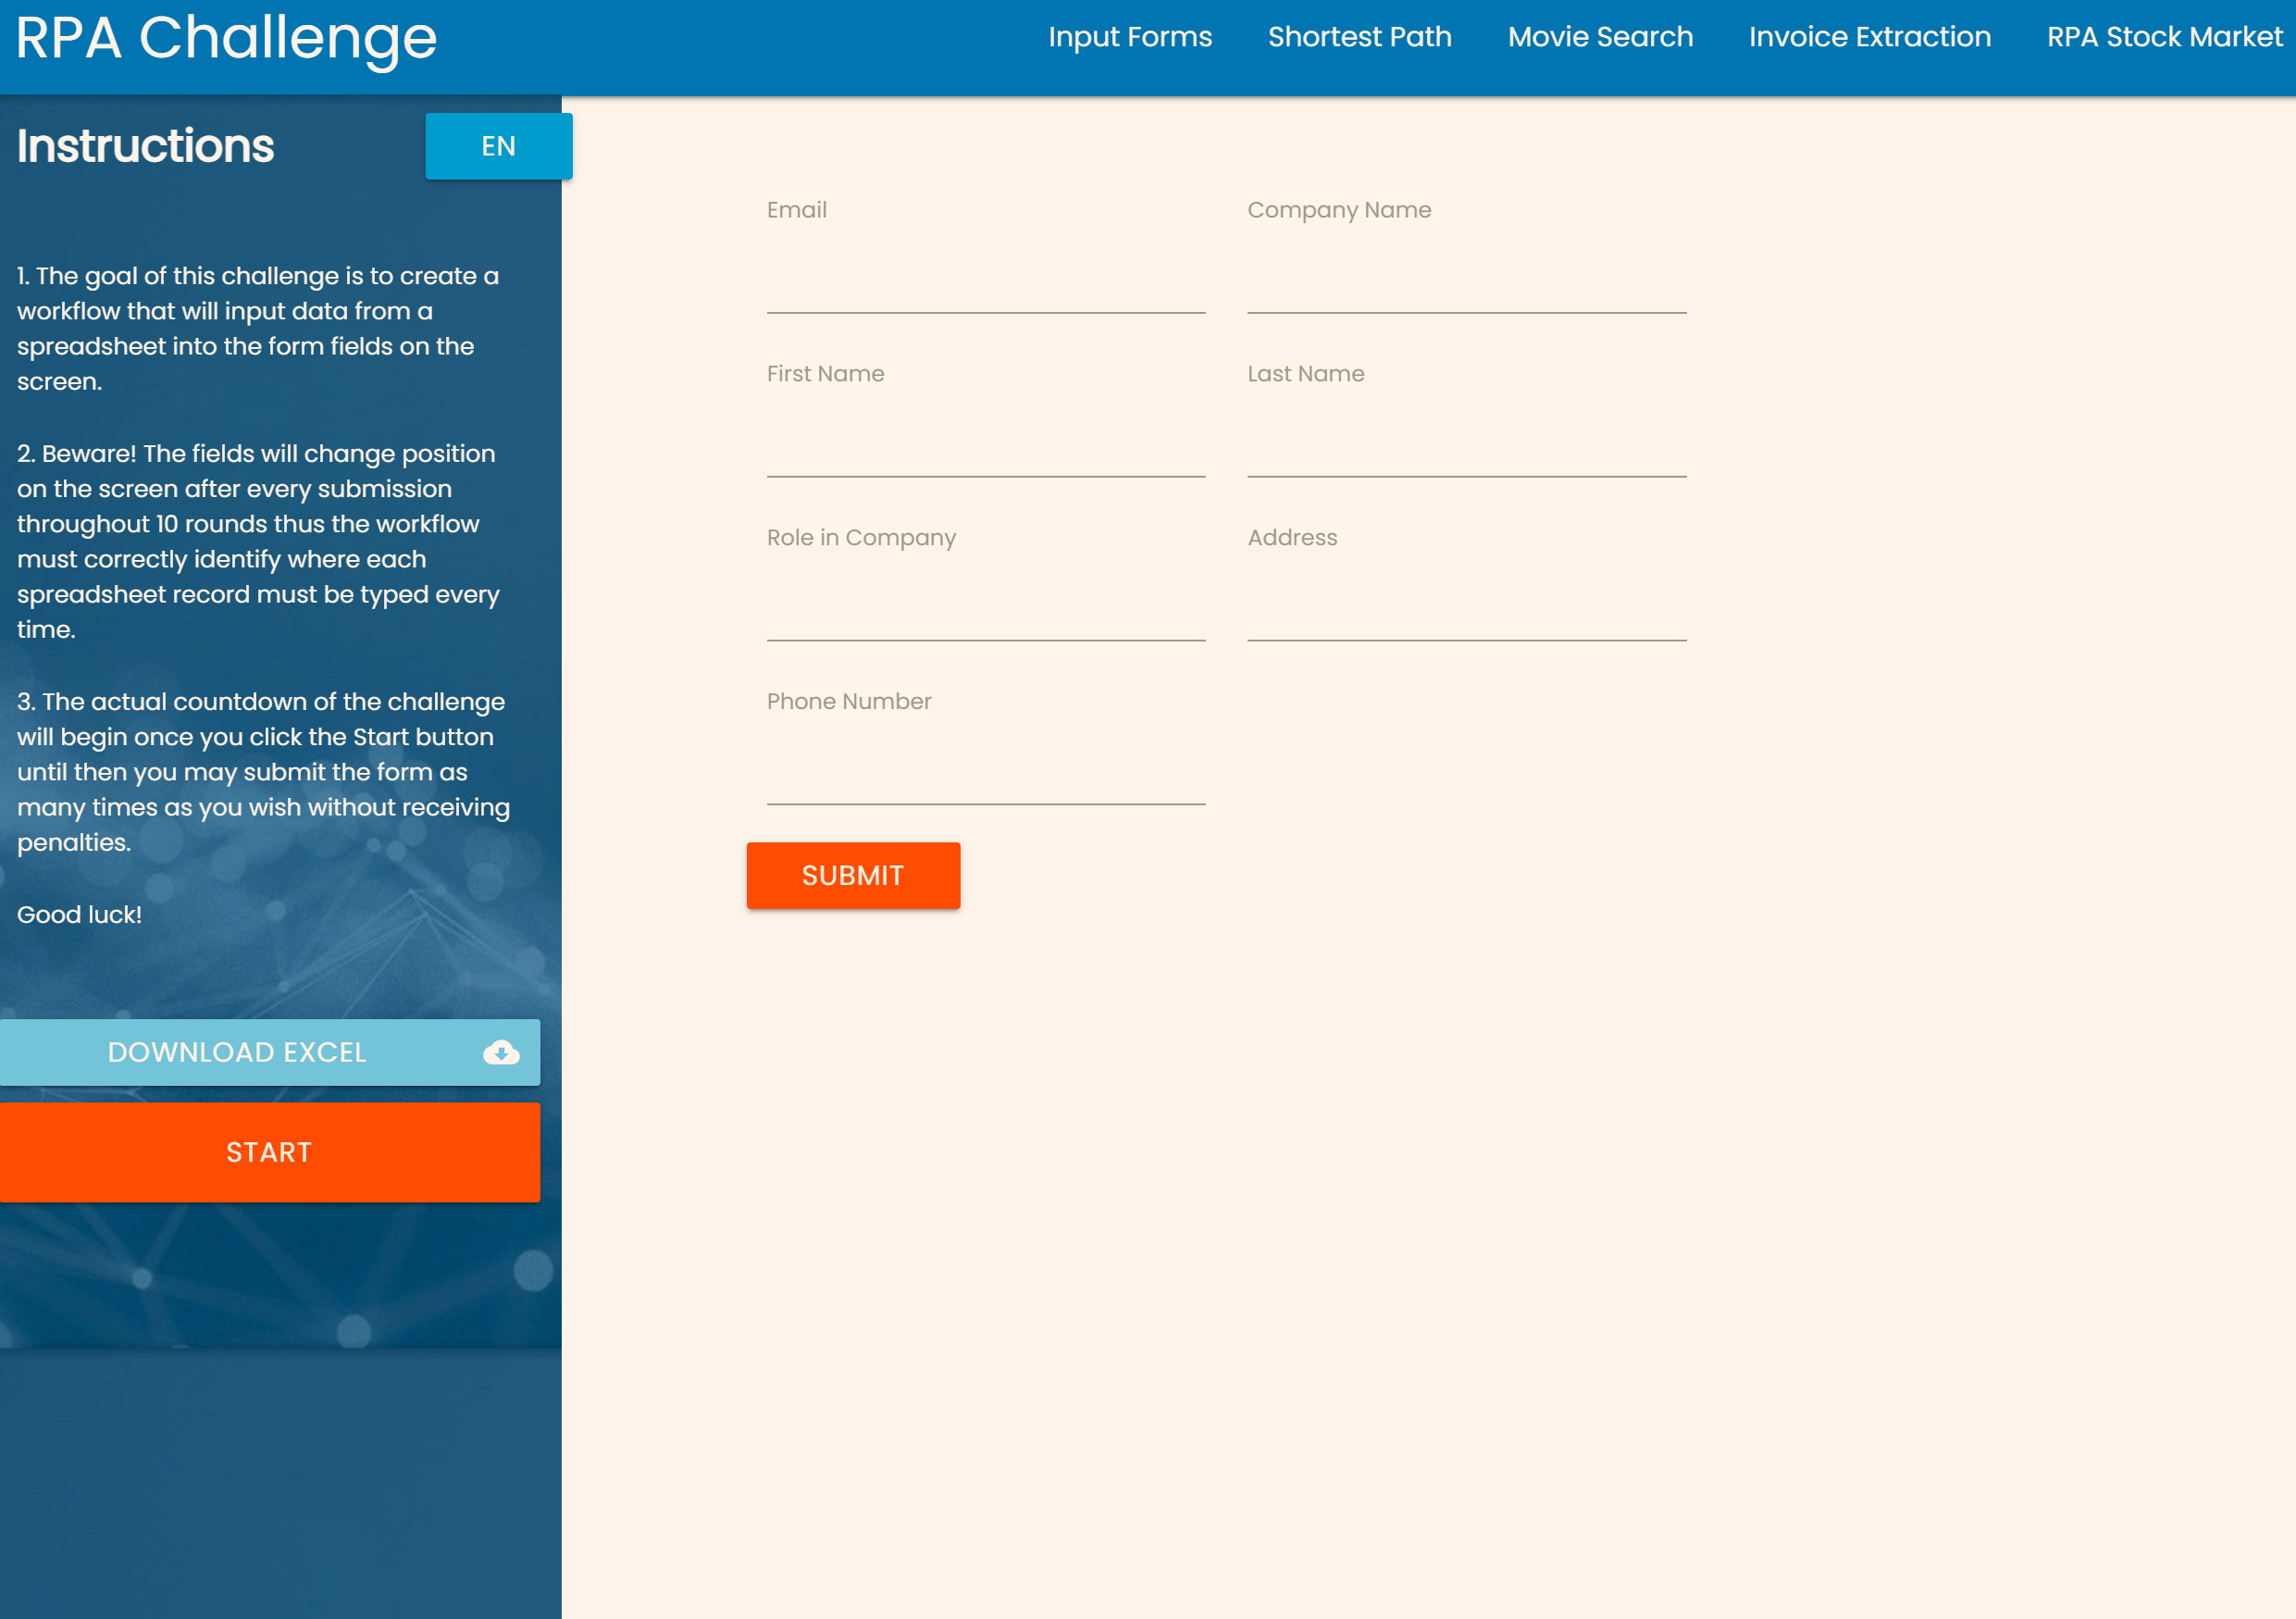 RPA Challenge
Input Forms
Shortest Path
Movie Search
Invoice Extraction
RPA Stock Market
Instructions
EN
1. The goal of this challenge is to create a
workflow that will input data from a
spreadsheet into the form fields on the
screen.
2. Beware! The fields will change position
on the screen after every submission
throughout 10 rounds thus the workflow
must correctly identify where each
spreadsheet record must be typed every
time.
3. The actual countdown of the challenge
will begin once you click the Start button
until then you may submit the form as
many times as you wish without receiving
penalties.
Good luck!
DOWNLOAD EXCEL
START
Email
Company Name
First Name
Last Name
Role in Company
Address
Phone Number
SUBMIT